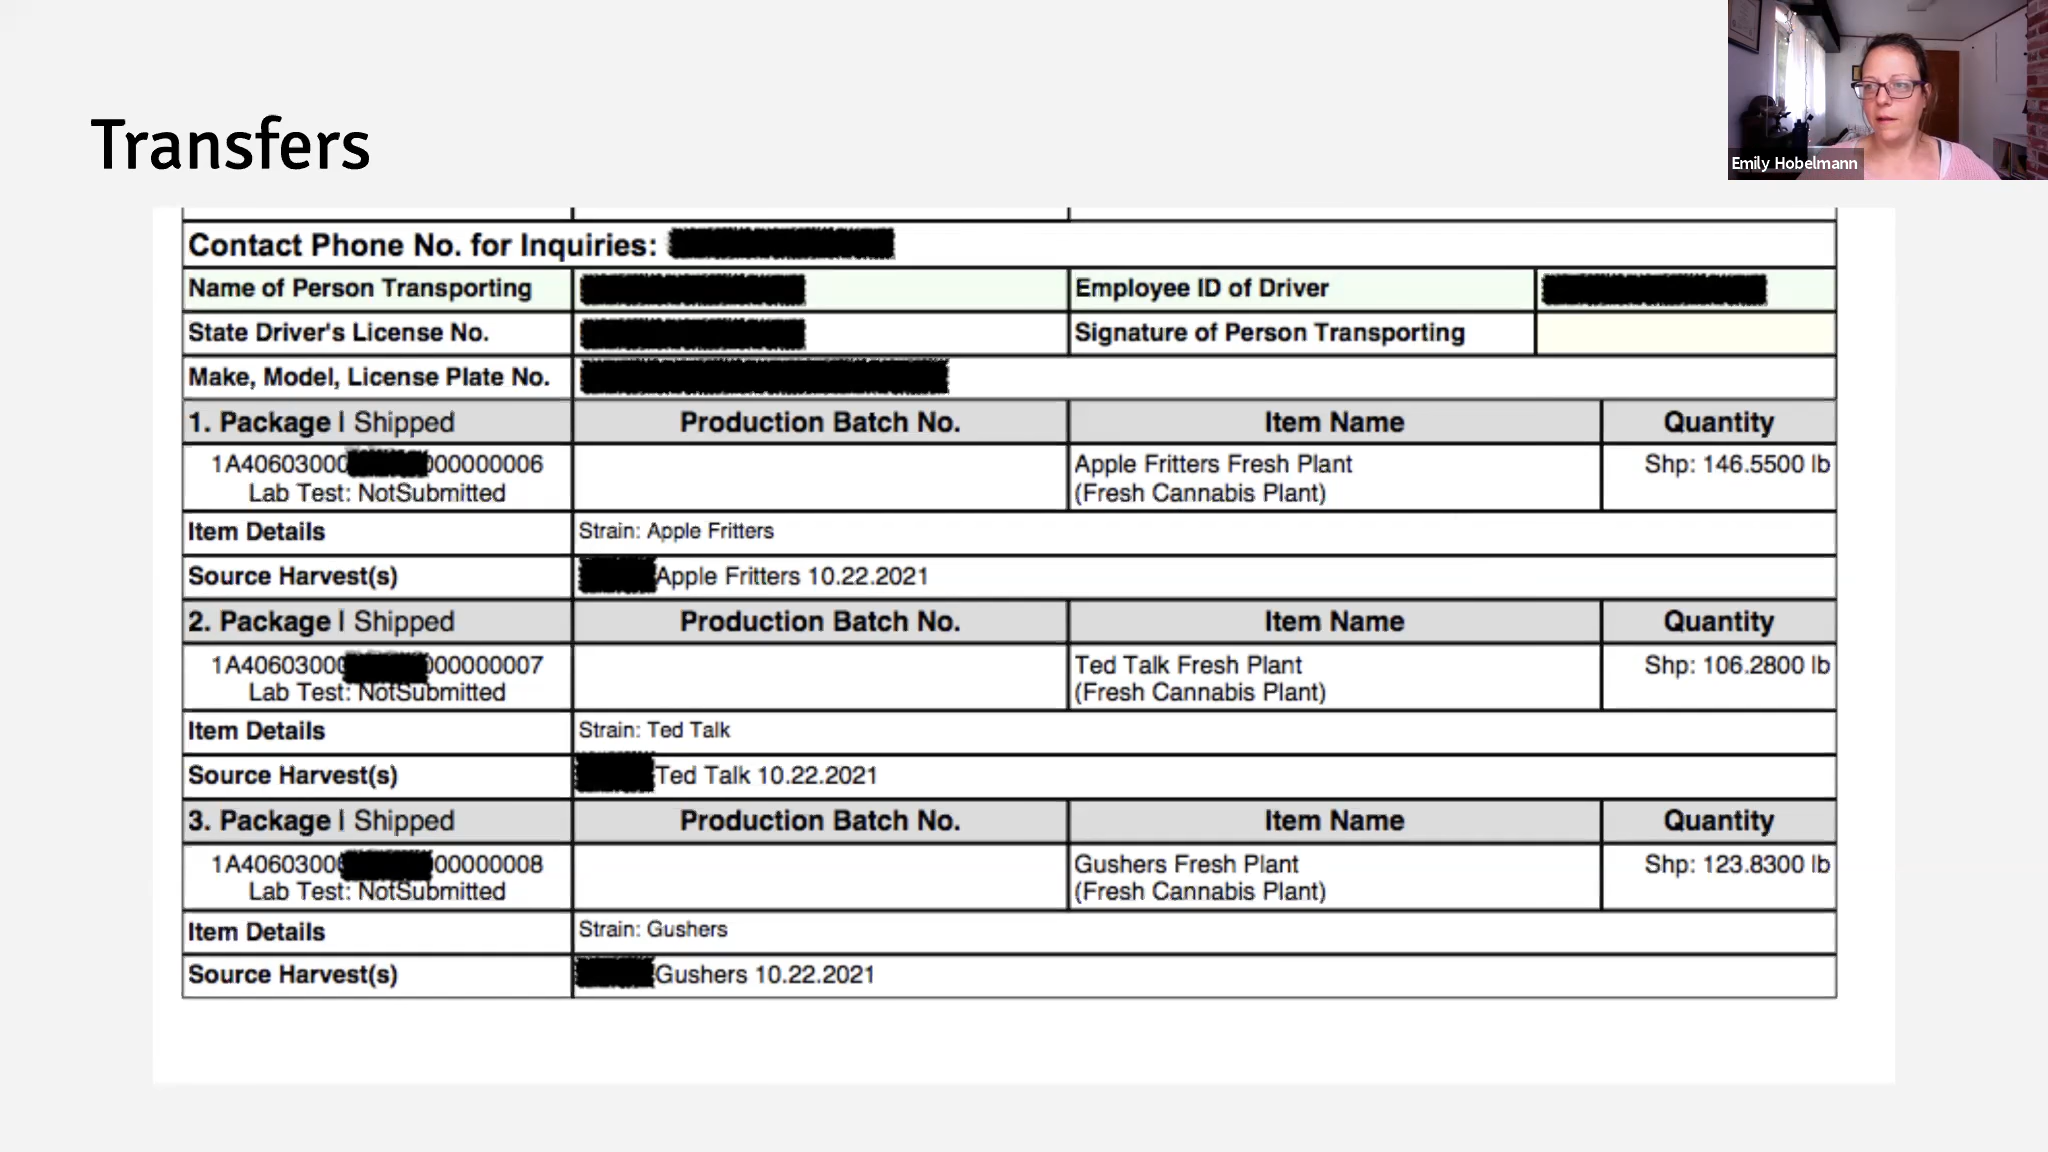 Transfers
Emily Hobelmann
Contact Phone No. for Inquiries:
Name of Person Transporting Employee ID of Driver
State Driver's License No. Signature of Person Transporting
Make, Model, License Plate No.
1. Package | Shipped Production Batch No. Item Name Quantity
1A40603000 000000006 Apple Fritters Fresh Plant Shp: 146.5500 lb
Lab Test: NotSubmitted (Fresh Cannabis Plant)
Item Details Strain: Apple Fritters
Source Harvest(s) Apple Fritters 10.22.2021
2. Package | Shipped Production Batch No. Item Name Quantity
1A40603000 000000007 Ted Talk Fresh Plant Shp: 106.2800 lb
Lab Test: NotSubmitted (Fresh Cannabis Plant)
Item Details Strain: Ted Talk
Source Harvest(s) Ted Talk 10.22.2021
3. Package | Shipped Production Batch No. Item Name Quantity
1A4060300 00000008 Gushers Fresh Plant Shp: 123.8300 lb
Lab Test: NotSubmitted (Fresh Cannabis Plant)
Item Details Strain: Gushers
Source Harvest(s) Gushers 10.22.2021